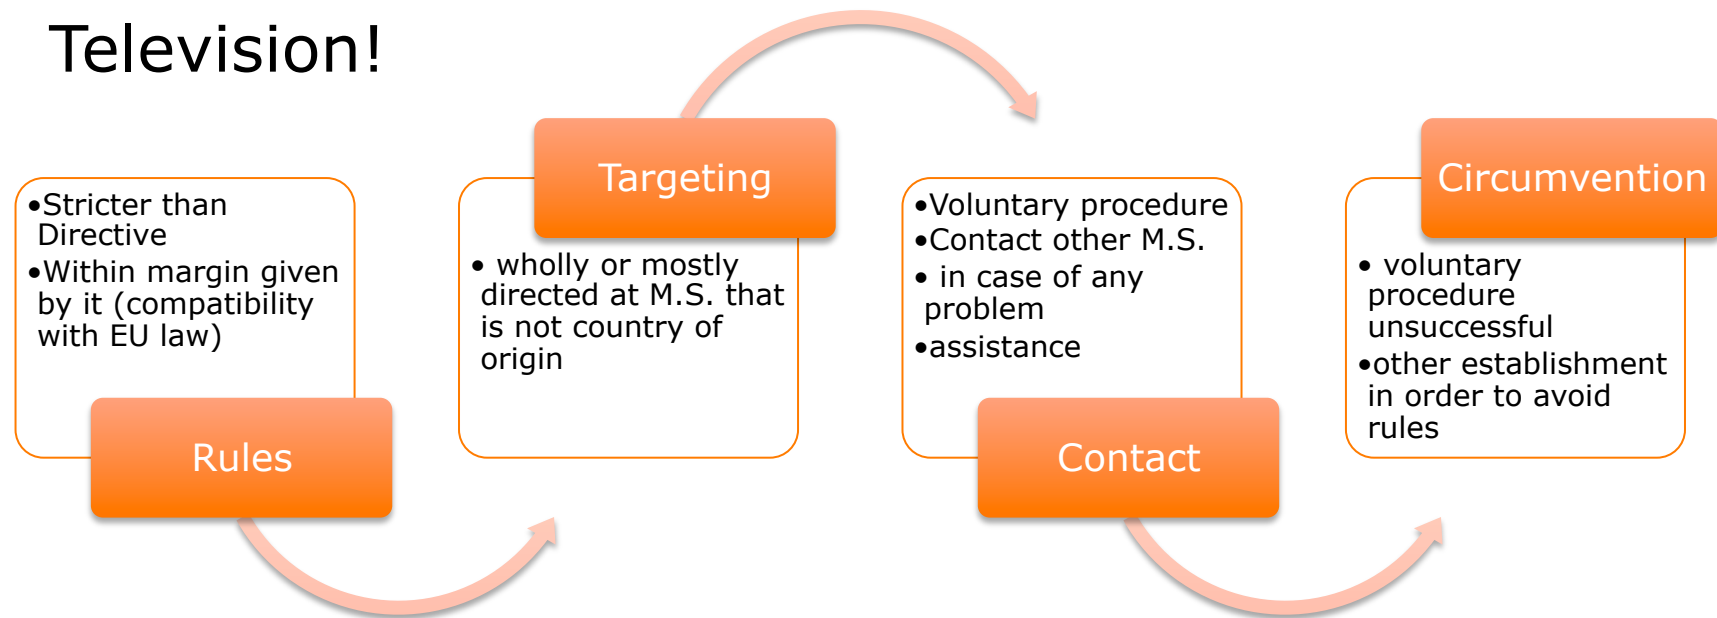 Television!
•Stricter than
Directive
•Within margin given
by it (compatibility
with EU law)
Rules
Targeting
• wholly or mostly
directed at M.S. that
is not country of
origin
•Voluntary procedure
•Contact other M.S.
• in case of any
problem
•assistance
Contact
Circumvention
• voluntary
procedure
unsuccessful
•other establishment
in order to avoid
rules